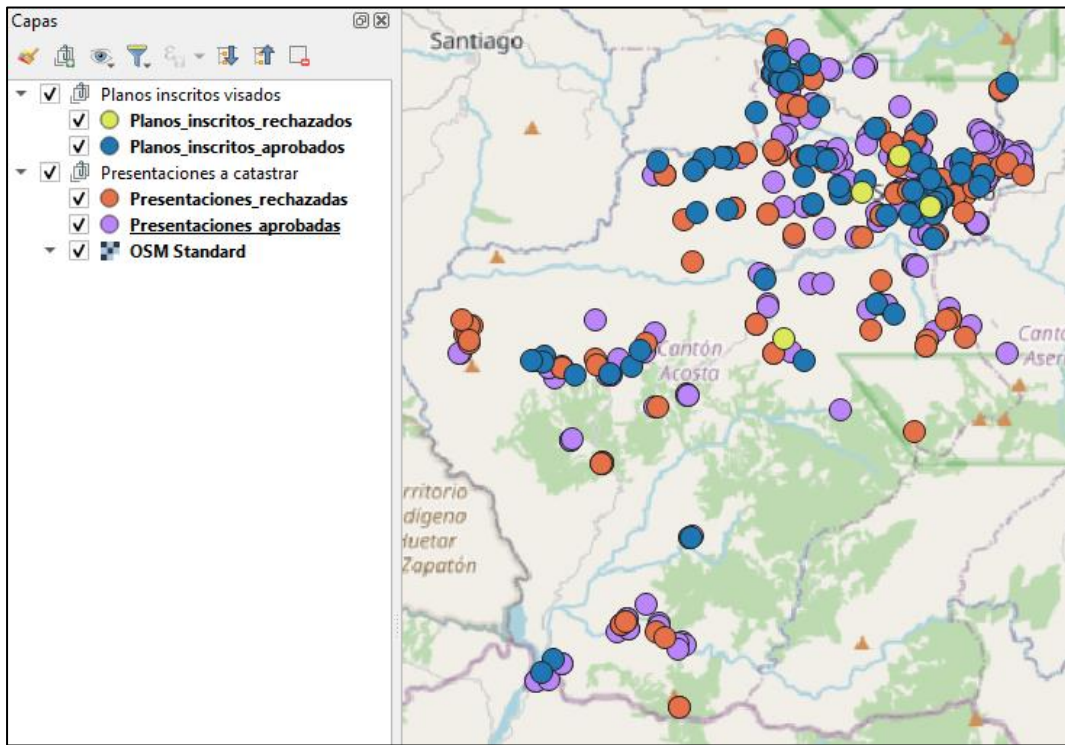 Capas
Planos inscritos visados
Planos_inscritos_rechazados
Planos_inscritos_aprobados
Presentaciones a catastrar
Presentaciones_rechazadas
Presentaciones_aprobadas
OSM Standard
Santiago
Cantón
Acosta
Cantó
Aser
rritorio
dígena
Huetar
Zapatón